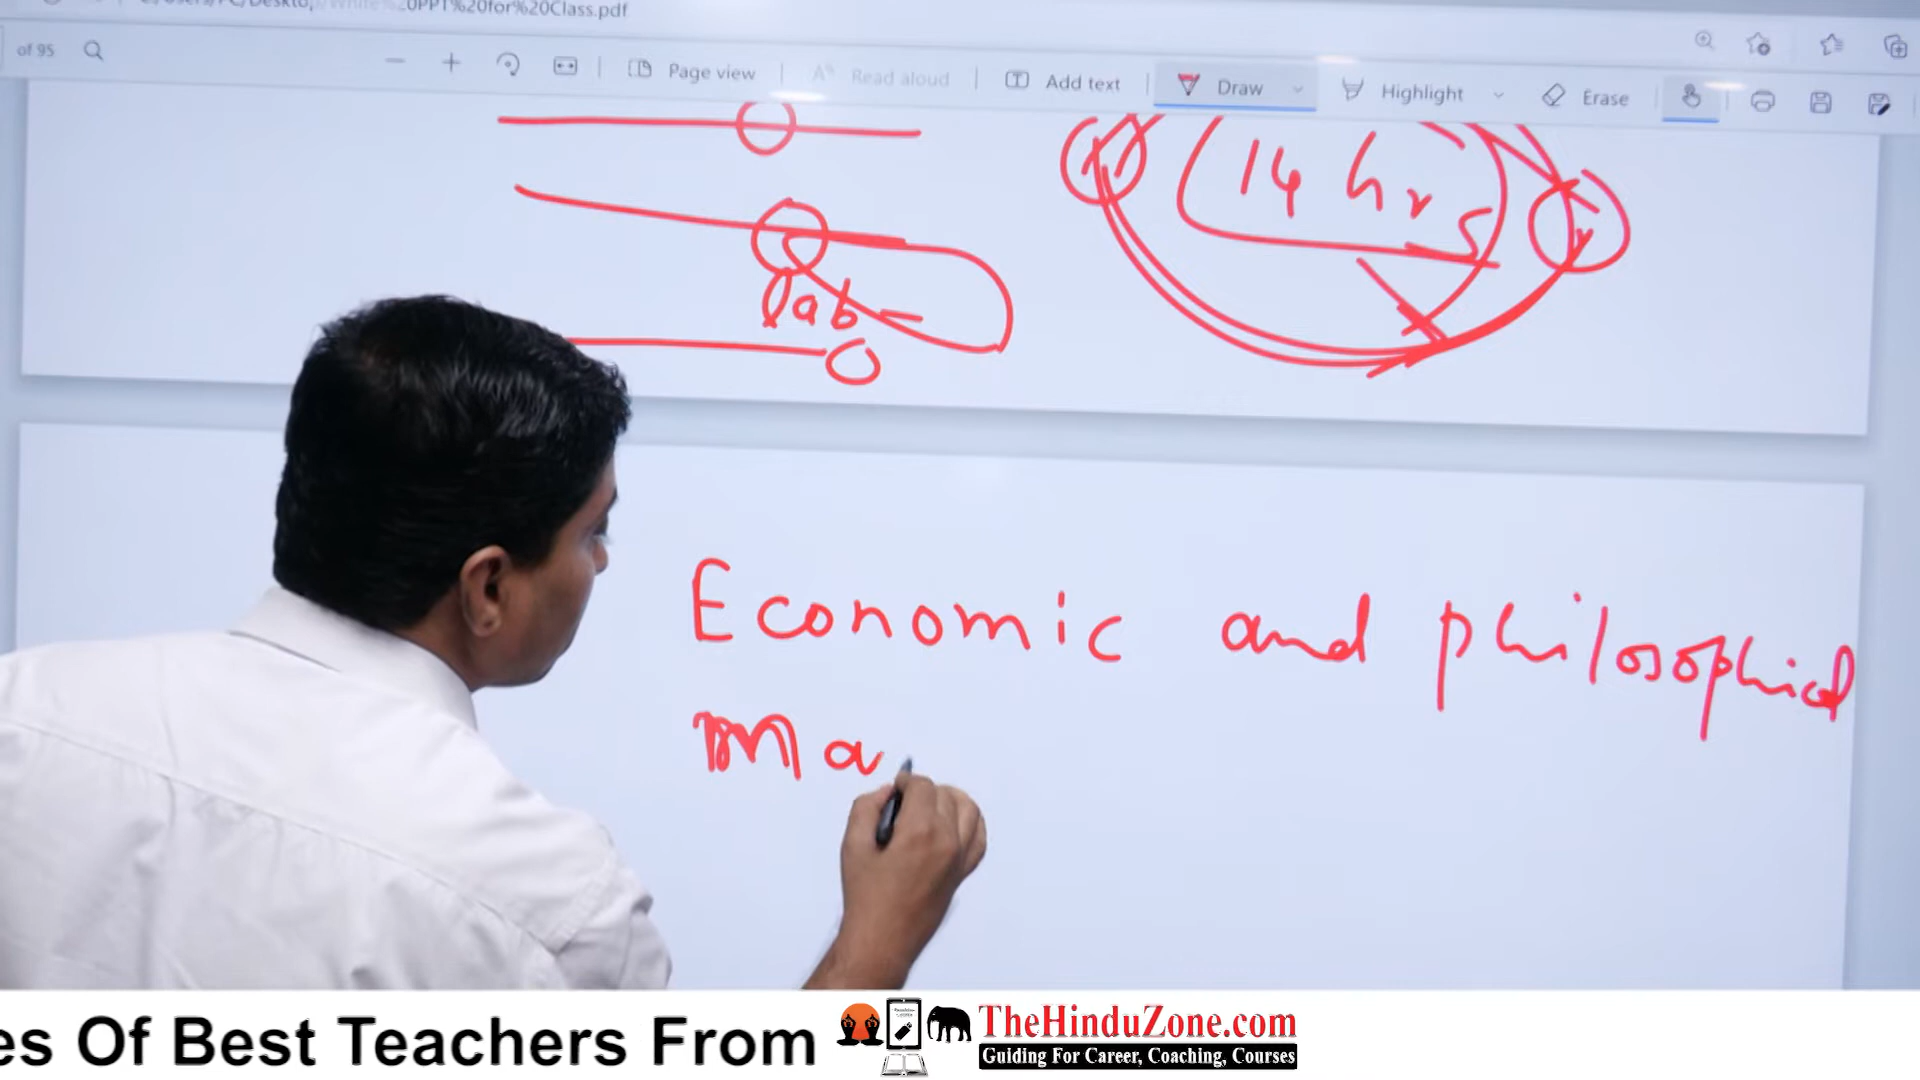 C:/Users/PC/Desktop/White%20PPT%20for%20Class.pdf
of 95
Page view
Read aloud
Add text
Draw
Highlight
Erase
14 hrs
lab
Economic and philosophical
Ma
es Of Best Teachers From
TheHinduZone.com
Guiding For Career, Coaching, Courses